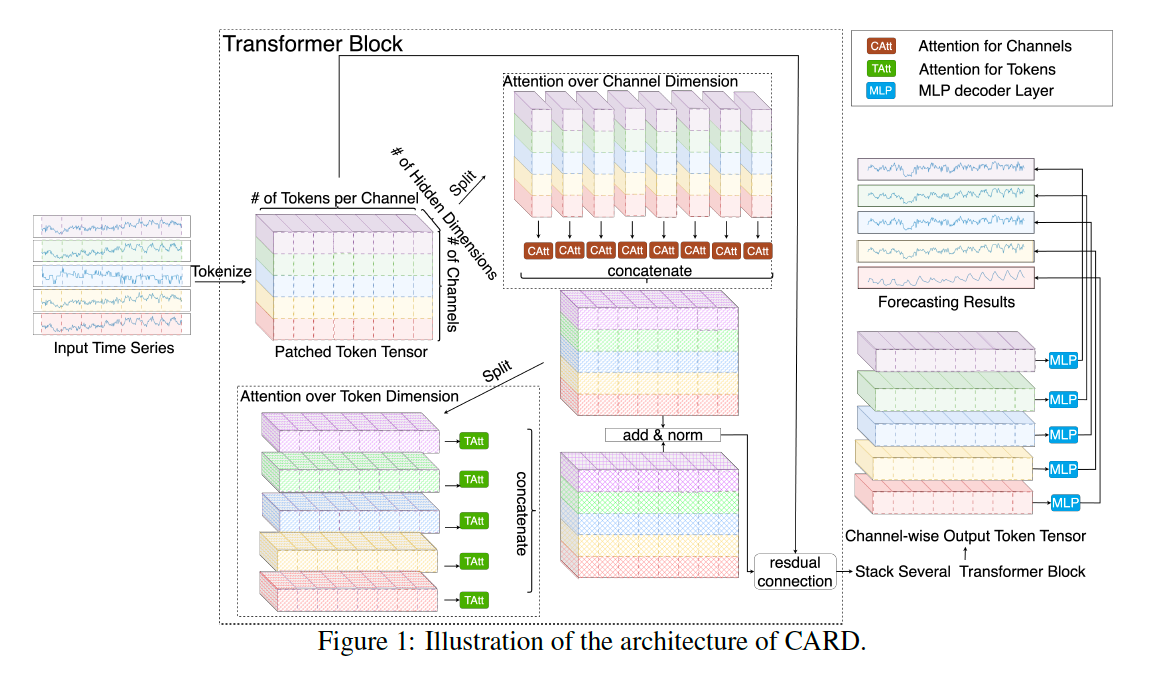 Transformer Block
CAtt Attention for Channels
TAtt Attention for Tokens
MLP MLP decoder Layer
Attention over Channel Dimension
# of Hidden Dimensions
Split
# of Tokens per Channel
# of Channels
Tokenize
Input Time Series
Patched Token Tensor
CAtt CAtt CAtt CAtt CAtt CAtt CAtt CAtt
concatenate
Forecasting Results
Split
Attention over Token Dimension
TAtt
TAtt
TAtt
TAtt
TAtt
concatenate
add & norm
resdual
connection
MLP
MLP
MLP
MLP
MLP
Channel-wise Output Token Tensor
Stack Several Transformer Block
Figure 1: Illustration of the architecture of CARD.